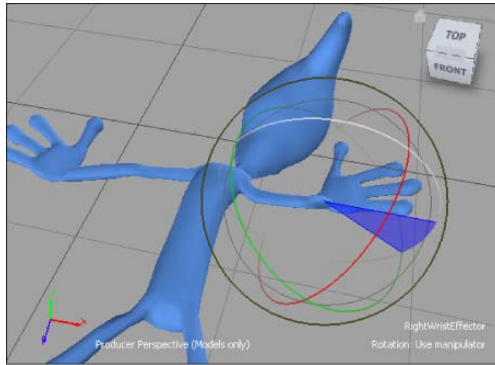 TOP
FRONT
RightWristEffector
Producer Perspective (Models only)
Rotation: Use manipulator